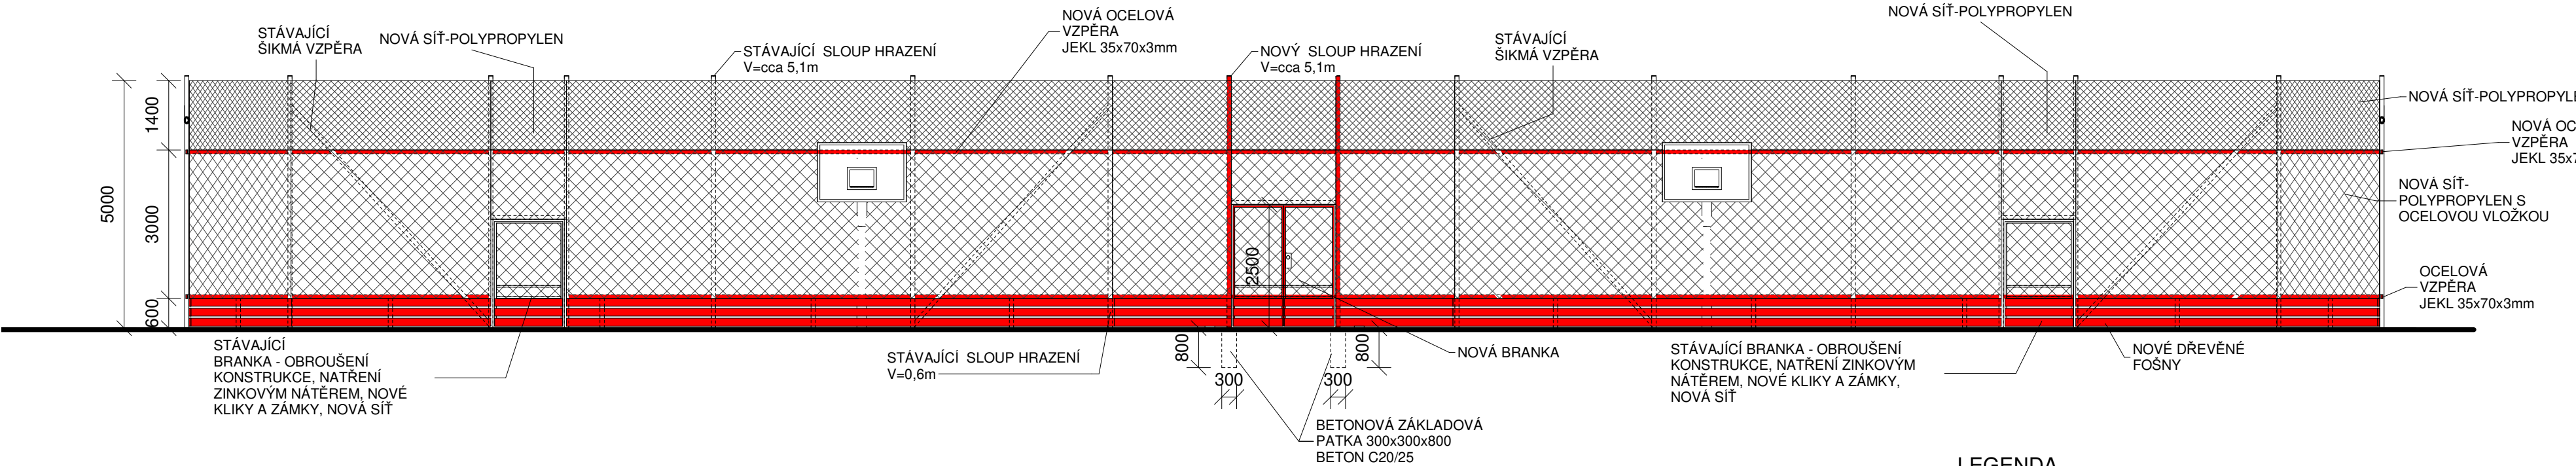 STÁVAJÍCÍ
ŠIKMÁ VZPĚRA
NOVÁ SÍŤ-POLYPROPYLEN
STÁVAJÍCÍ SLOUP HRAZENÍ
V=cca 5,1m
NOVÁ OCELOVÁ
VZPĚRA
JEKL 35x70x3mm
NOVÝ SLOUP HRAZENÍ
V=cca 5,1m
STÁVAJÍCÍ
ŠIKMÁ VZPĚRA
NOVÁ SÍŤ-POLYPROPYLEN
NOVÁ SÍŤ-POLYPROPYLE
NOVÁ OC
VZPĚRA
JEKL 35x7
NOVÁ SÍŤ-
POLYPROPYLEN S
OCELOVOU VLOŽKOU
OCELOVÁ
VZPĚRA
JEKL 35x70x3mm
5000
1400
3000
600
2500
STÁVAJÍCÍ
BRANKA - OBROUŠENÍ
KONSTRUKCE, NATŘENÍ
ZINKOVÝM NÁTĚREM, NOVÉ
KLIKY A ZÁMKY, NOVÁ SÍŤ
STÁVAJÍCÍ SLOUP HRAZENÍ
V=0,6m
800
300
300
800
NOVÁ BRANKA
BETONOVÁ ZÁKLADOVÁ
PATKA 300x300x800
BETON C20/25
STÁVAJÍCÍ BRANKA - OBROUŠENÍ
KONSTRUKCE, NATŘENÍ ZINKOVÝM
NÁTĚREM, NOVÉ KLIKY A ZÁMKY,
NOVÁ SÍŤ
NOVÉ DŘEVĚNÉ
FOŠNY
LEGENDA